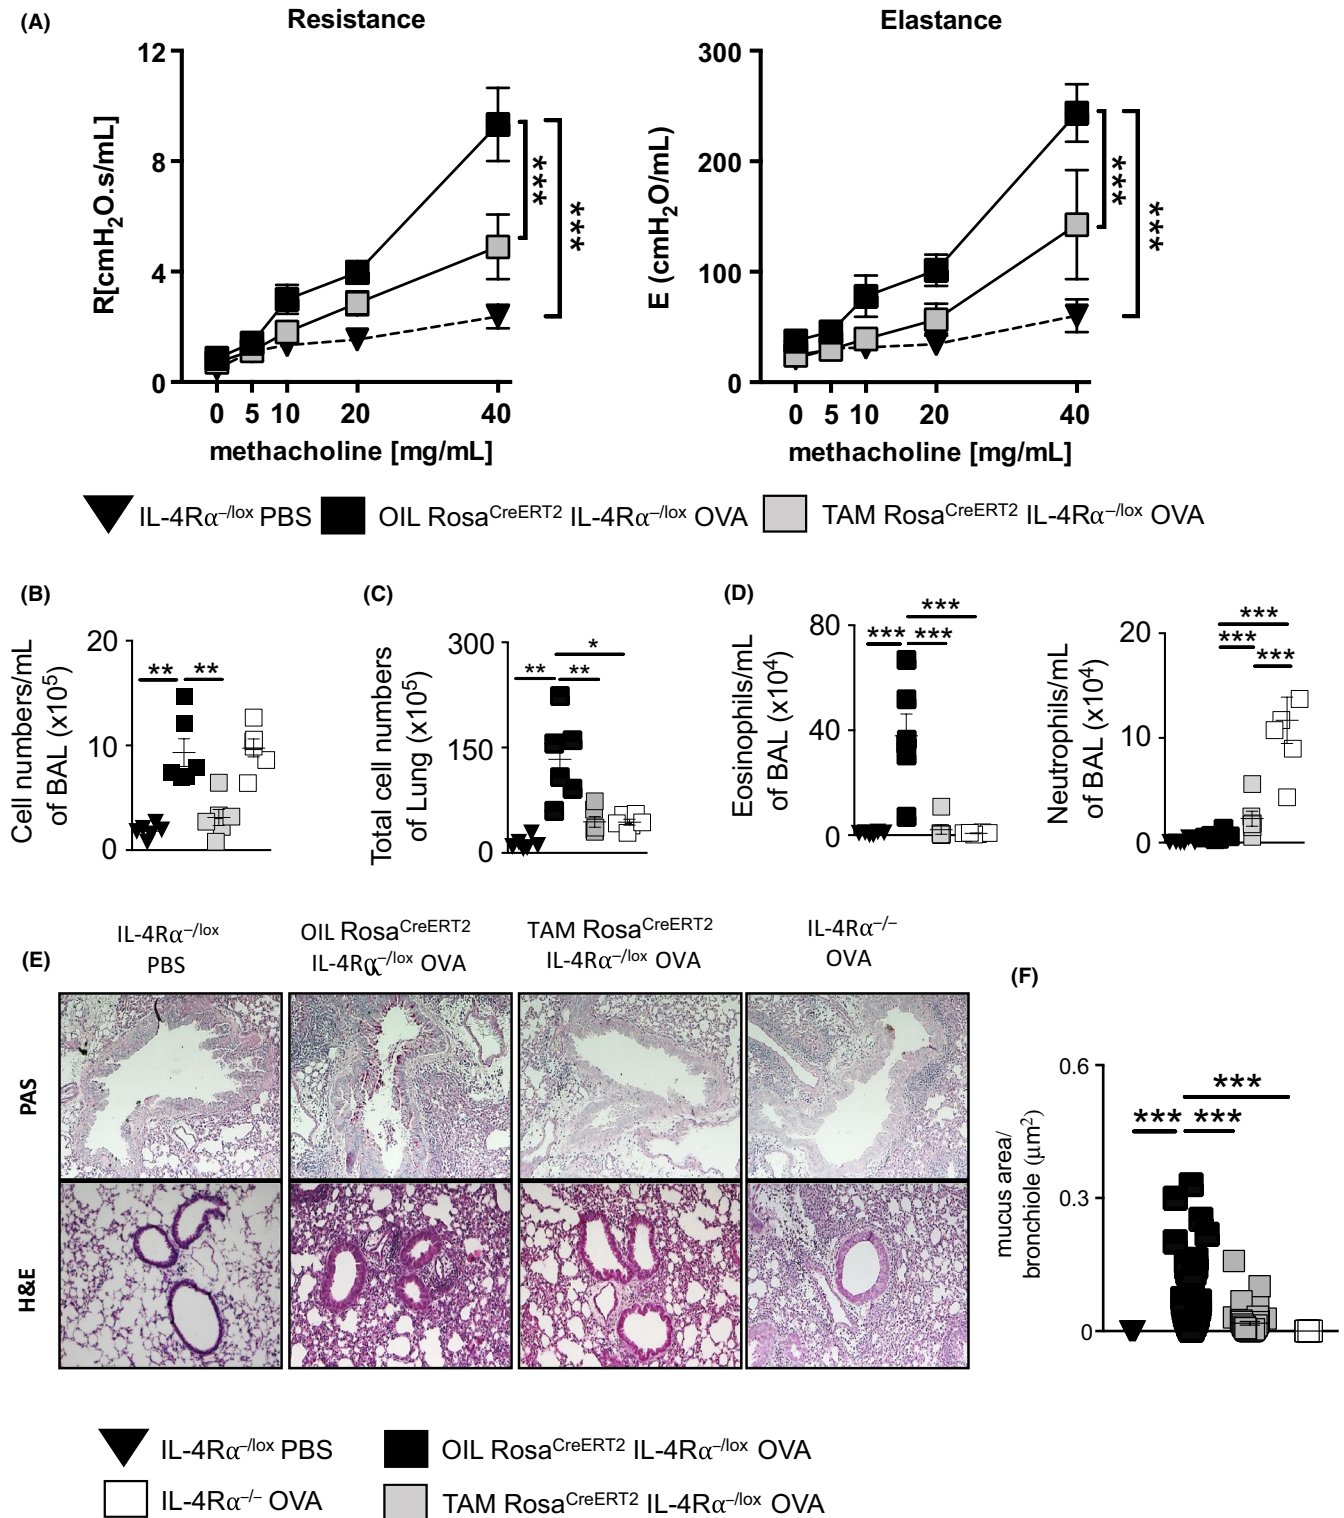 (A)
Resistance
Elastance
12
8
4
0
R[cmH2O.s/mL]
0 5 10 20 40
methacholine [mg/mL]
***
***
300
200
100
0
E (cmH2O/mL)
0 5 10 20 40
methacholine [mg/mL]
***
***
IL-4Rα−/lox PBS
OIL RosaCreERT2 IL-4Rα−/lox OVA
TAM RosaCreERT2 IL-4Rα−/lox OVA
(B)
Cell numbers/mL
of BAL (x10⁵)
20
10
0
** **
(C)
Total cell numbers
of Lung (x10⁵)
300
150
0
*
** **
(D)
Eosinophils/mL
of BAL (x10⁴)
80
40
0
***
*** ***
Neutrophils/mL
of BAL (x10⁴)
20
10
0
***
***
***
(E)
IL-4Rα−/lox
PBS
OIL RosaCreERT2
IL-4Rα−/lox OVA
TAM RosaCreERT2
IL-4Rα−/lox OVA
IL-4Rα−/−
OVA
PAS
H&E
(F)
mucus area/
bronchiole (μm²)
0.6
0.3
0
***
*** ***
IL-4Rα−/lox PBS
OIL RosaCreERT2 IL-4Rα−/lox OVA
IL-4Rα−/− OVA
TAM RosaCreERT2 IL-4Rα−/lox OVA